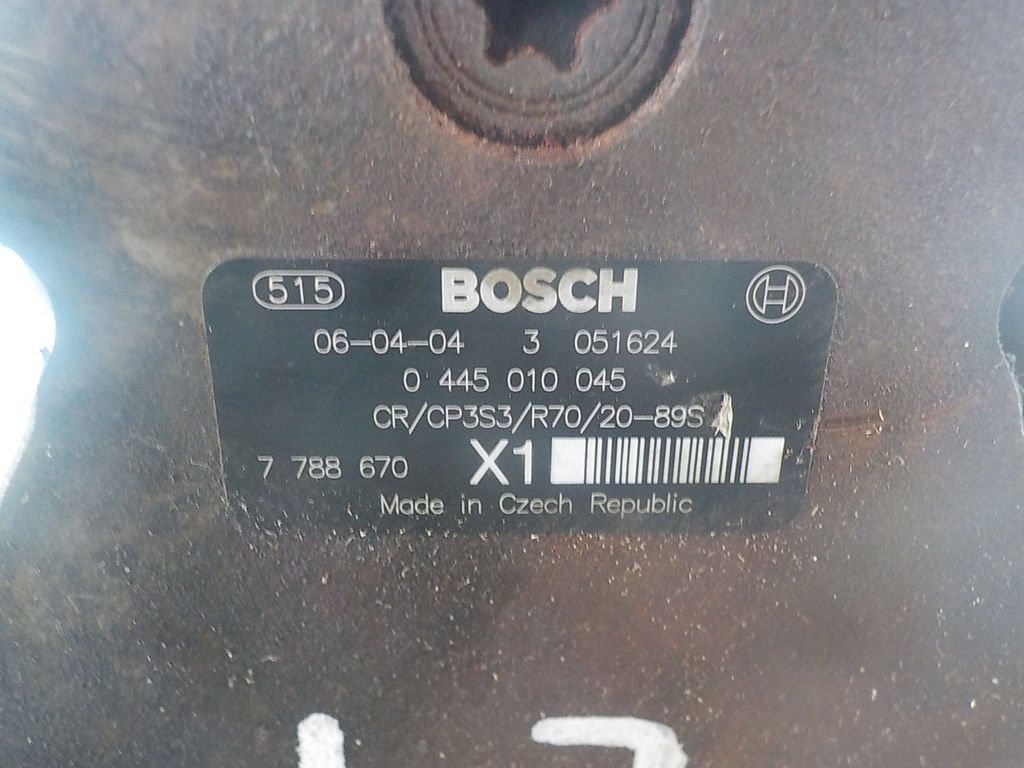 515 BOSCH
06-04-04 3 051624
0 445 010 045
CR/CP3S3/R70/20-89S
7 788 670 X1
Made in Czech Republic